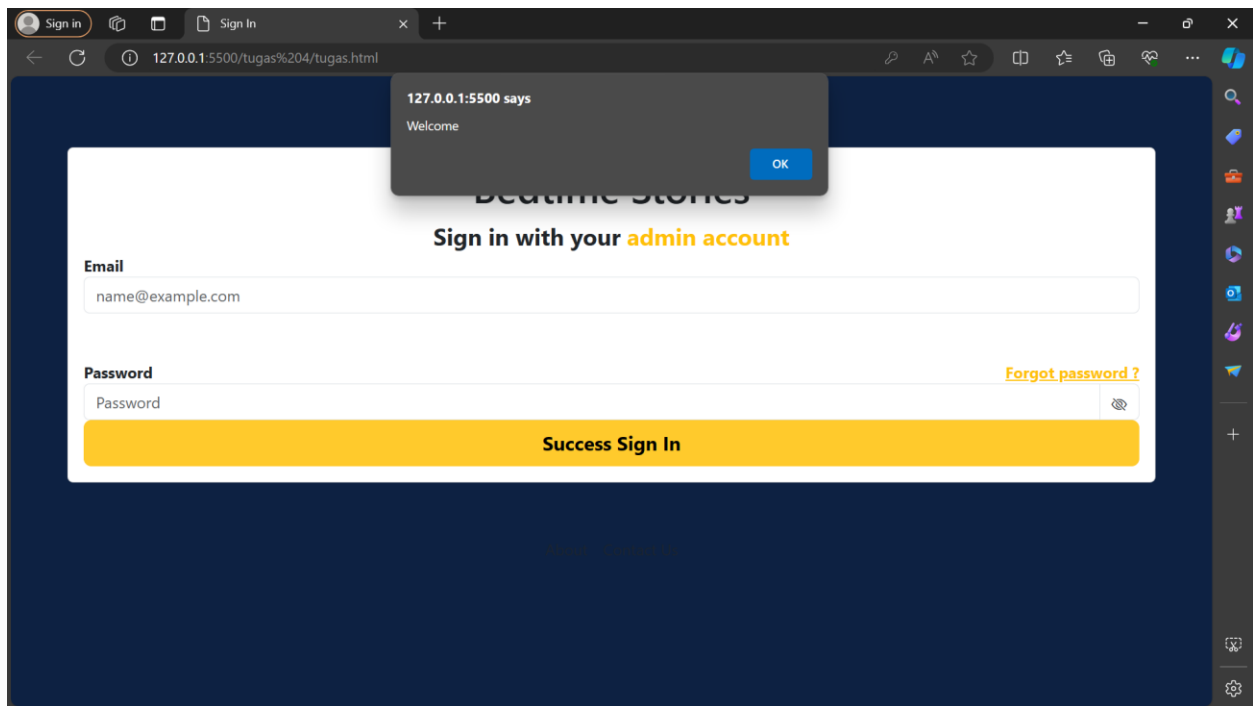 Sign in
Sign In
127.0.0.1:5500/tugas%204/tugas.html
127.0.0.1:5500 says
Welcome
OK
Bedtime Stories
Sign in with your admin account
Email
name@example.com
Password
Forgot password ?
Password
Success Sign In